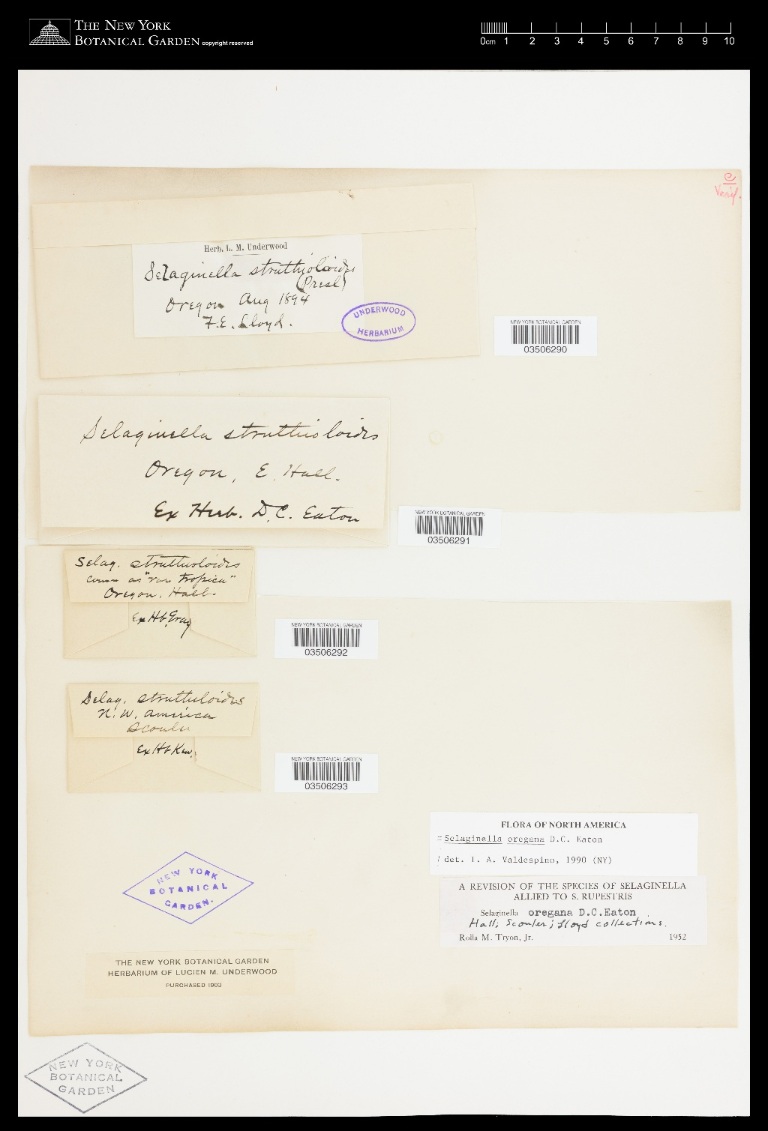 THE NEW YORK
BOTANICAL GARDEN copyright reserved
0cm 1 2 3 4 5 6 7 8 9 10
e
Verif.
Herb. L. M. Underwood
Selaginella struthioloides
(Presl)
Oregon Aug 1894
F.E. Lloyd.
UNDERWOOD
HERBARIUM
NEW YORK BOTANICAL GARDEN
03506290
Selaginella struthioloides
Oregon, E. Hall.
Ex Herb. D.C. Eaton
NEW YORK BOTANICAL GARDEN
03506291
Selag. struthioloides
as "var tropica"
Oregon. Hall.
Ex Hb. Gray
NEW YORK BOTANICAL GARDEN
03506292
Selag. struthioloides
N.W. America
Scouler
Ex Hb Kew.
NEW YORK BOTANICAL GARDEN
03506293
FLORA OF NORTH AMERICA
= Selaginella oregana D.C. Eaton
det. I. A. Valdespino, 1990 (NY)
A REVISION OF THE SPECIES OF SELAGINELLA
ALLIED TO S. RUPESTRIS
Selaginella oregana D.C.Eaton
Hall; Scouler; Lloyd collections.
Rolla M. Tryon, Jr. 1952
NEW YORK
BOTANICAL
GARDEN.
THE NEW YORK BOTANICAL GARDEN
HERBARIUM OF LUCIEN M. UNDERWOOD
PURCHASED 1903
NEW YORK
BOTANICAL
GARDEN